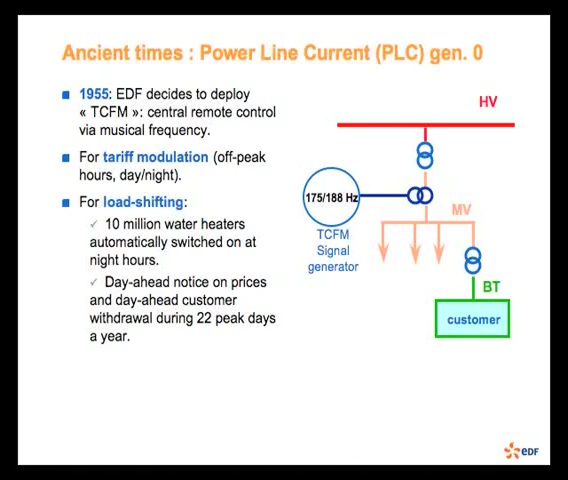 Ancient times : Power Line Current (PLC) gen. 0
1955: EDF decides to deploy
« TCFM »: central remote control
via musical frequency.
For tariff modulation (off-peak
hours, day/night).
For load-shifting:
✓ 10 million water heaters
automatically switched on at
night hours.
✓ Day-ahead notice on prices
and day-ahead customer
withdrawal during 22 peak days
a year.
HV
175/188 Hz
TCFM
Signal
generator
MV
BT
customer
eDF